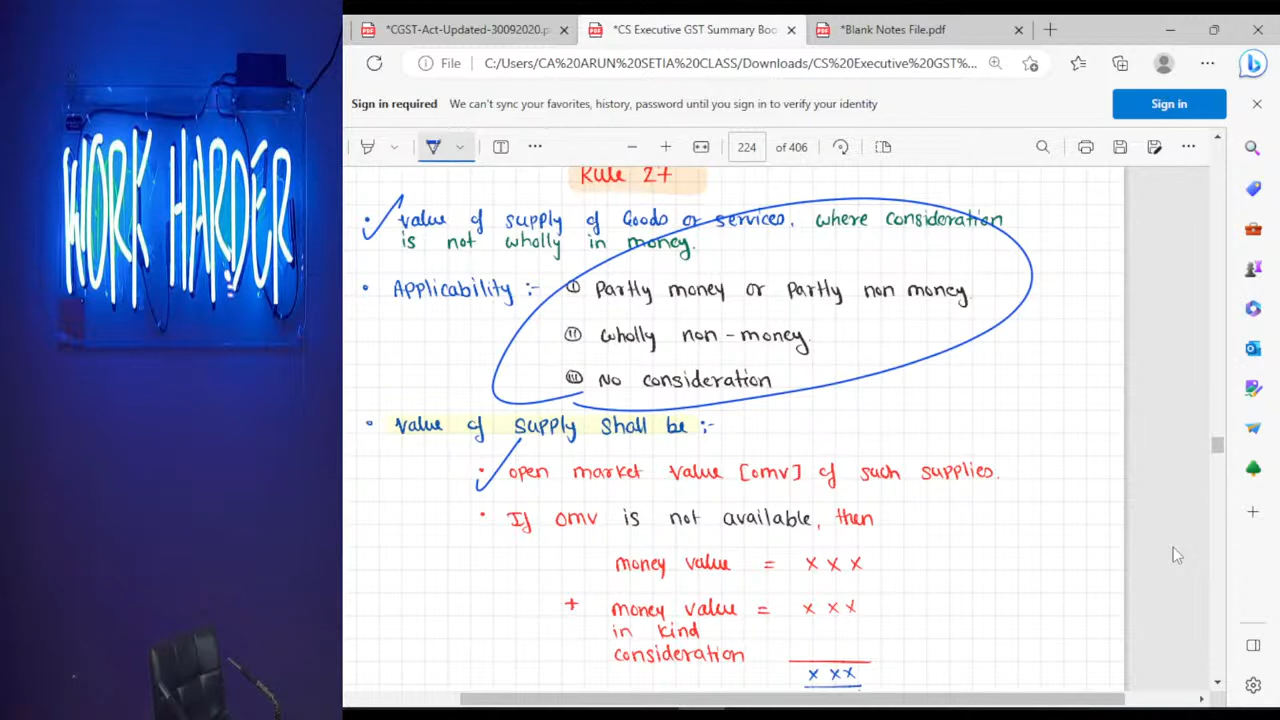 WORK HARDER
*CGST-Act-Updated-30092020.p
*CS Executive GST Summary Boo
*Blank Notes File.pdf
File
C:/Users/CA%20ARUN%20SETIA%20CLASS/Downloads/CS%20Executive%20GST%...
Sign in required
We can't sync your favorites, history, password until you sign in to verify your identity
Sign in
224 of 406
Rule 27
• value of supply of Goods or services, where consideration
is not wholly in money.
• Applicability :- (i) Partly money or Partly non money
(ii) wholly non-money.
(iii) No consideration
• value of supply shall be :-
• open market value [omv] of such supplies.
• If omv is not available, then
money value = x x x
+ money value = x x x
in kind
consideration
x x x